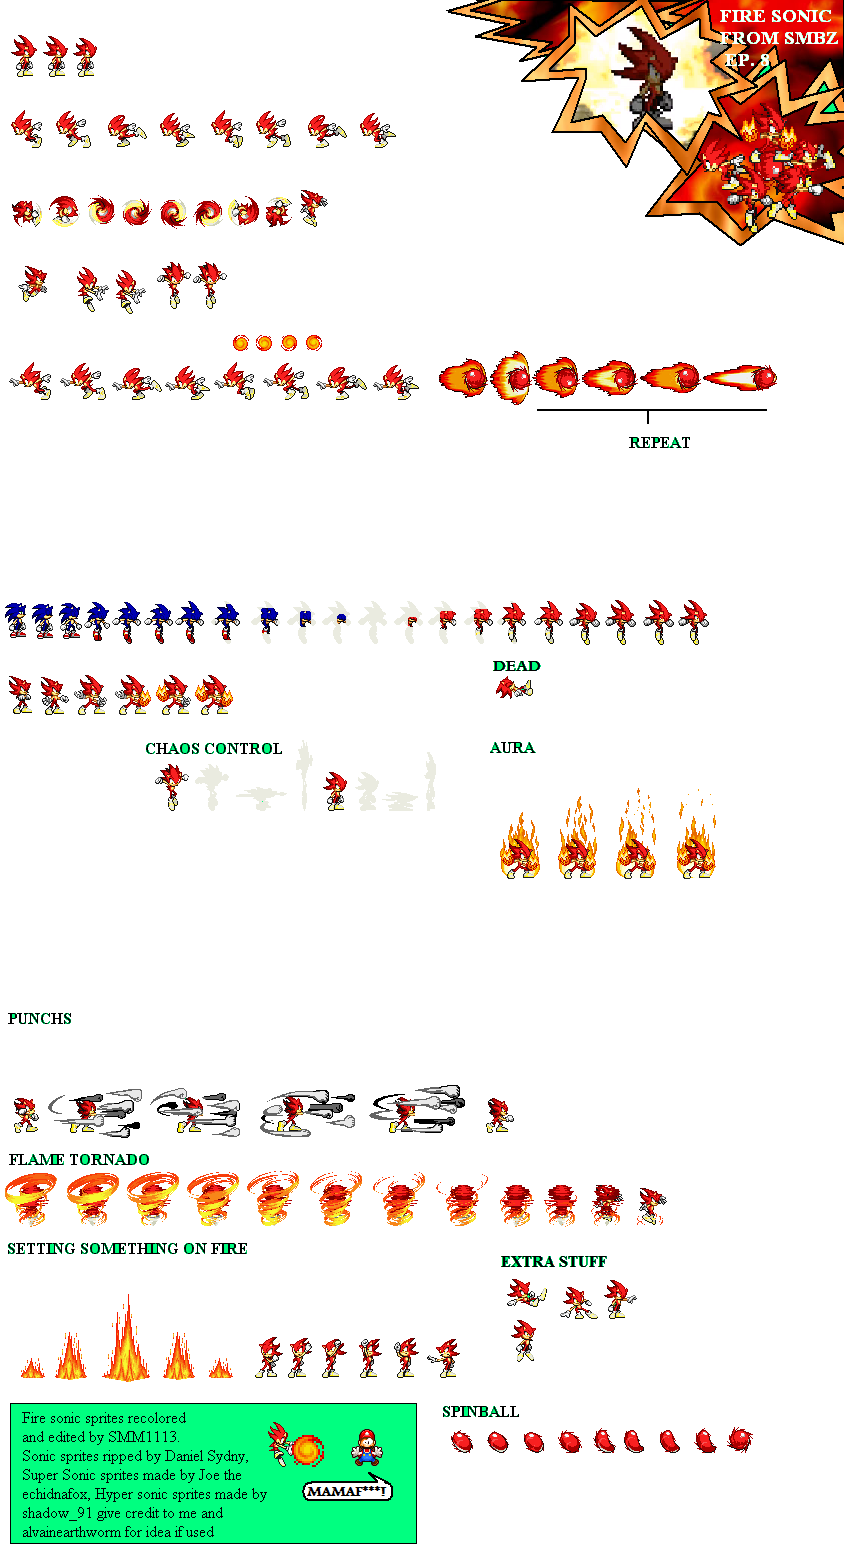 FIRE SONIC
FROM SMBZ
EP. 8
REPEAT
DEAD
CHAOS CONTROL
AURA
PUNCHS
FLAME TORNADO
SETTING SOMETHING ON FIRE
EXTRA STUFF
SPINBALL
Fire sonic sprites recolored
and edited by SMM1113.
Sonic sprites ripped by Daniel Sydny,
Super Sonic sprites made by Joe the
echidnafox, Hyper sonic sprites made by
shadow_91 give credit to me and
alvainearthworm for idea if used
MAMAF***!